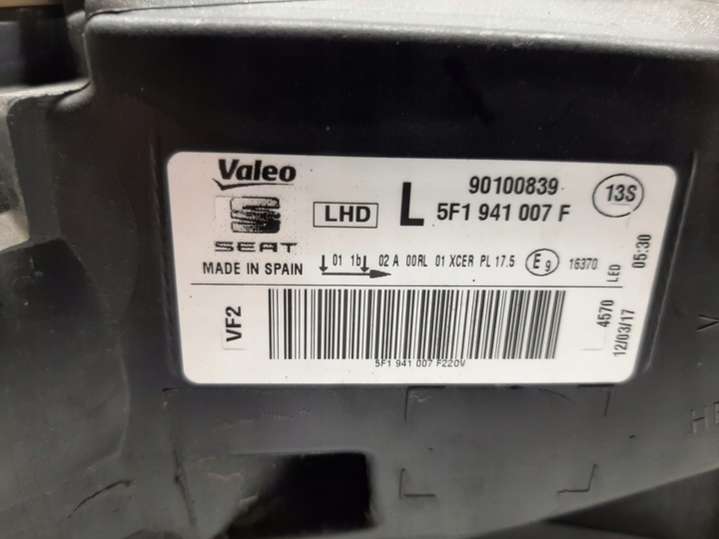 Valeo
SEAT
MADE IN SPAIN
LHD
L
90100839
5F1 941 007 F
13S
01 1b 02 A 00RL 01 XCER PL 17.5 E9 16370
LED 05:30
VF2
4570
12/03/17
5F1 941 007 F220V